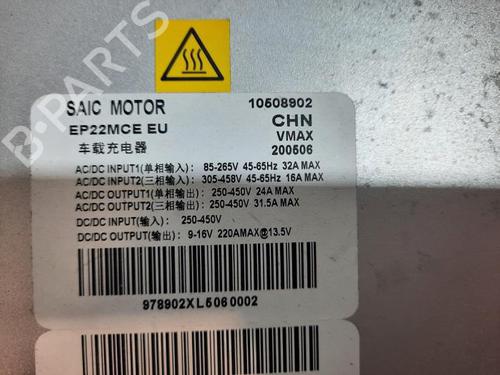 B-PARTS
SAIC MOTOR 10508902
EP22MCE EU CHN
车载充电器 VMAX
200506
AC/DC INPUT1(单相输入): 85-265V 45-65Hz 32A MAX
AC/DC INPUT2(三相输入): 305-458V 45-65Hz 16A MAX
AC/DC OUTPUT1(单相输出): 250-450V 24A MAX
AC/DC OUTPUT2(三相输出): 250-450V 31.5A MAX
DC/DC INPUT(输入): 250-450V
DC/DC OUTPUT(输出): 9-16V 220AMAX@13.5V
978902XL5060002